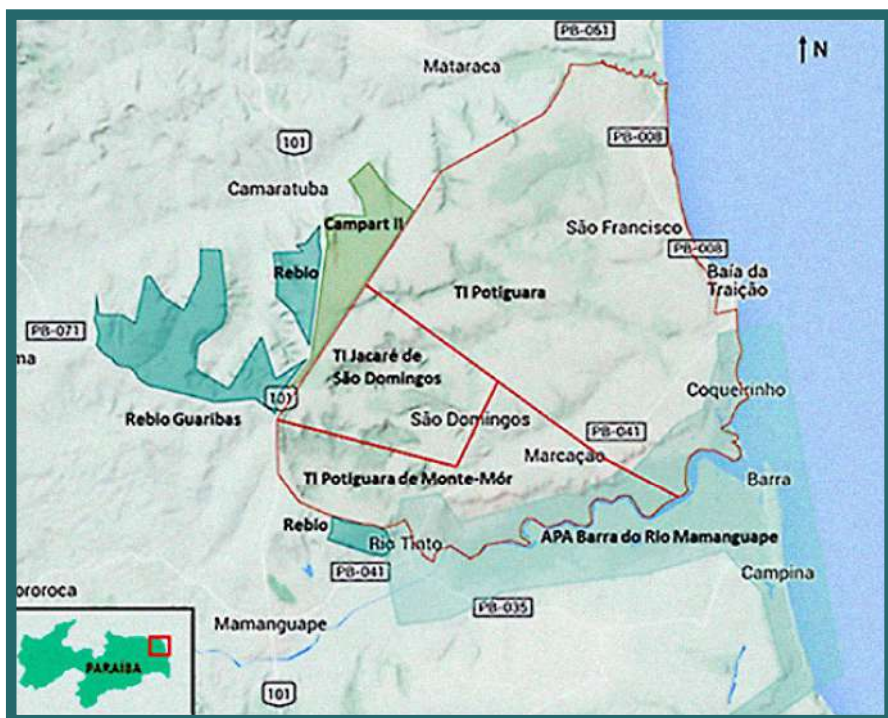 PB-061
N
Mataraca
PB-008
101
Camaratuba
Campart II
São Francisco
PB-008
Rebio
Baía da
Traição
TI Potiguara
PB-071
ma
TI Jacaré de
São Domingos
101
Coqueirinho
Rebio Guaribas
São Domingos
PB-041
Marcação
TI Potiguara de Monte-Mór
Barra
Rebio
Rio Tinto
APA Barra do Rio Mamanguape
PB-041
Campina
ororoca
PB-035
Mamanguape
PARAÍBA
101